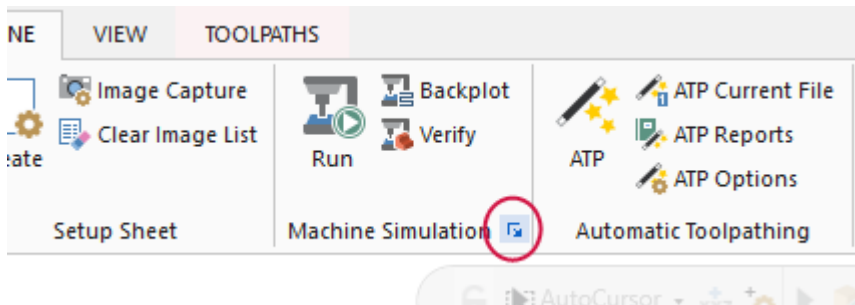 NE VIEW TOOLPATHS
Image Capture
Clear Image List
eate
Setup Sheet
Run
Backplot
Verify
Machine Simulation
ATP
ATP Current File
ATP Reports
ATP Options
Automatic Toolpathing
AutoCursor